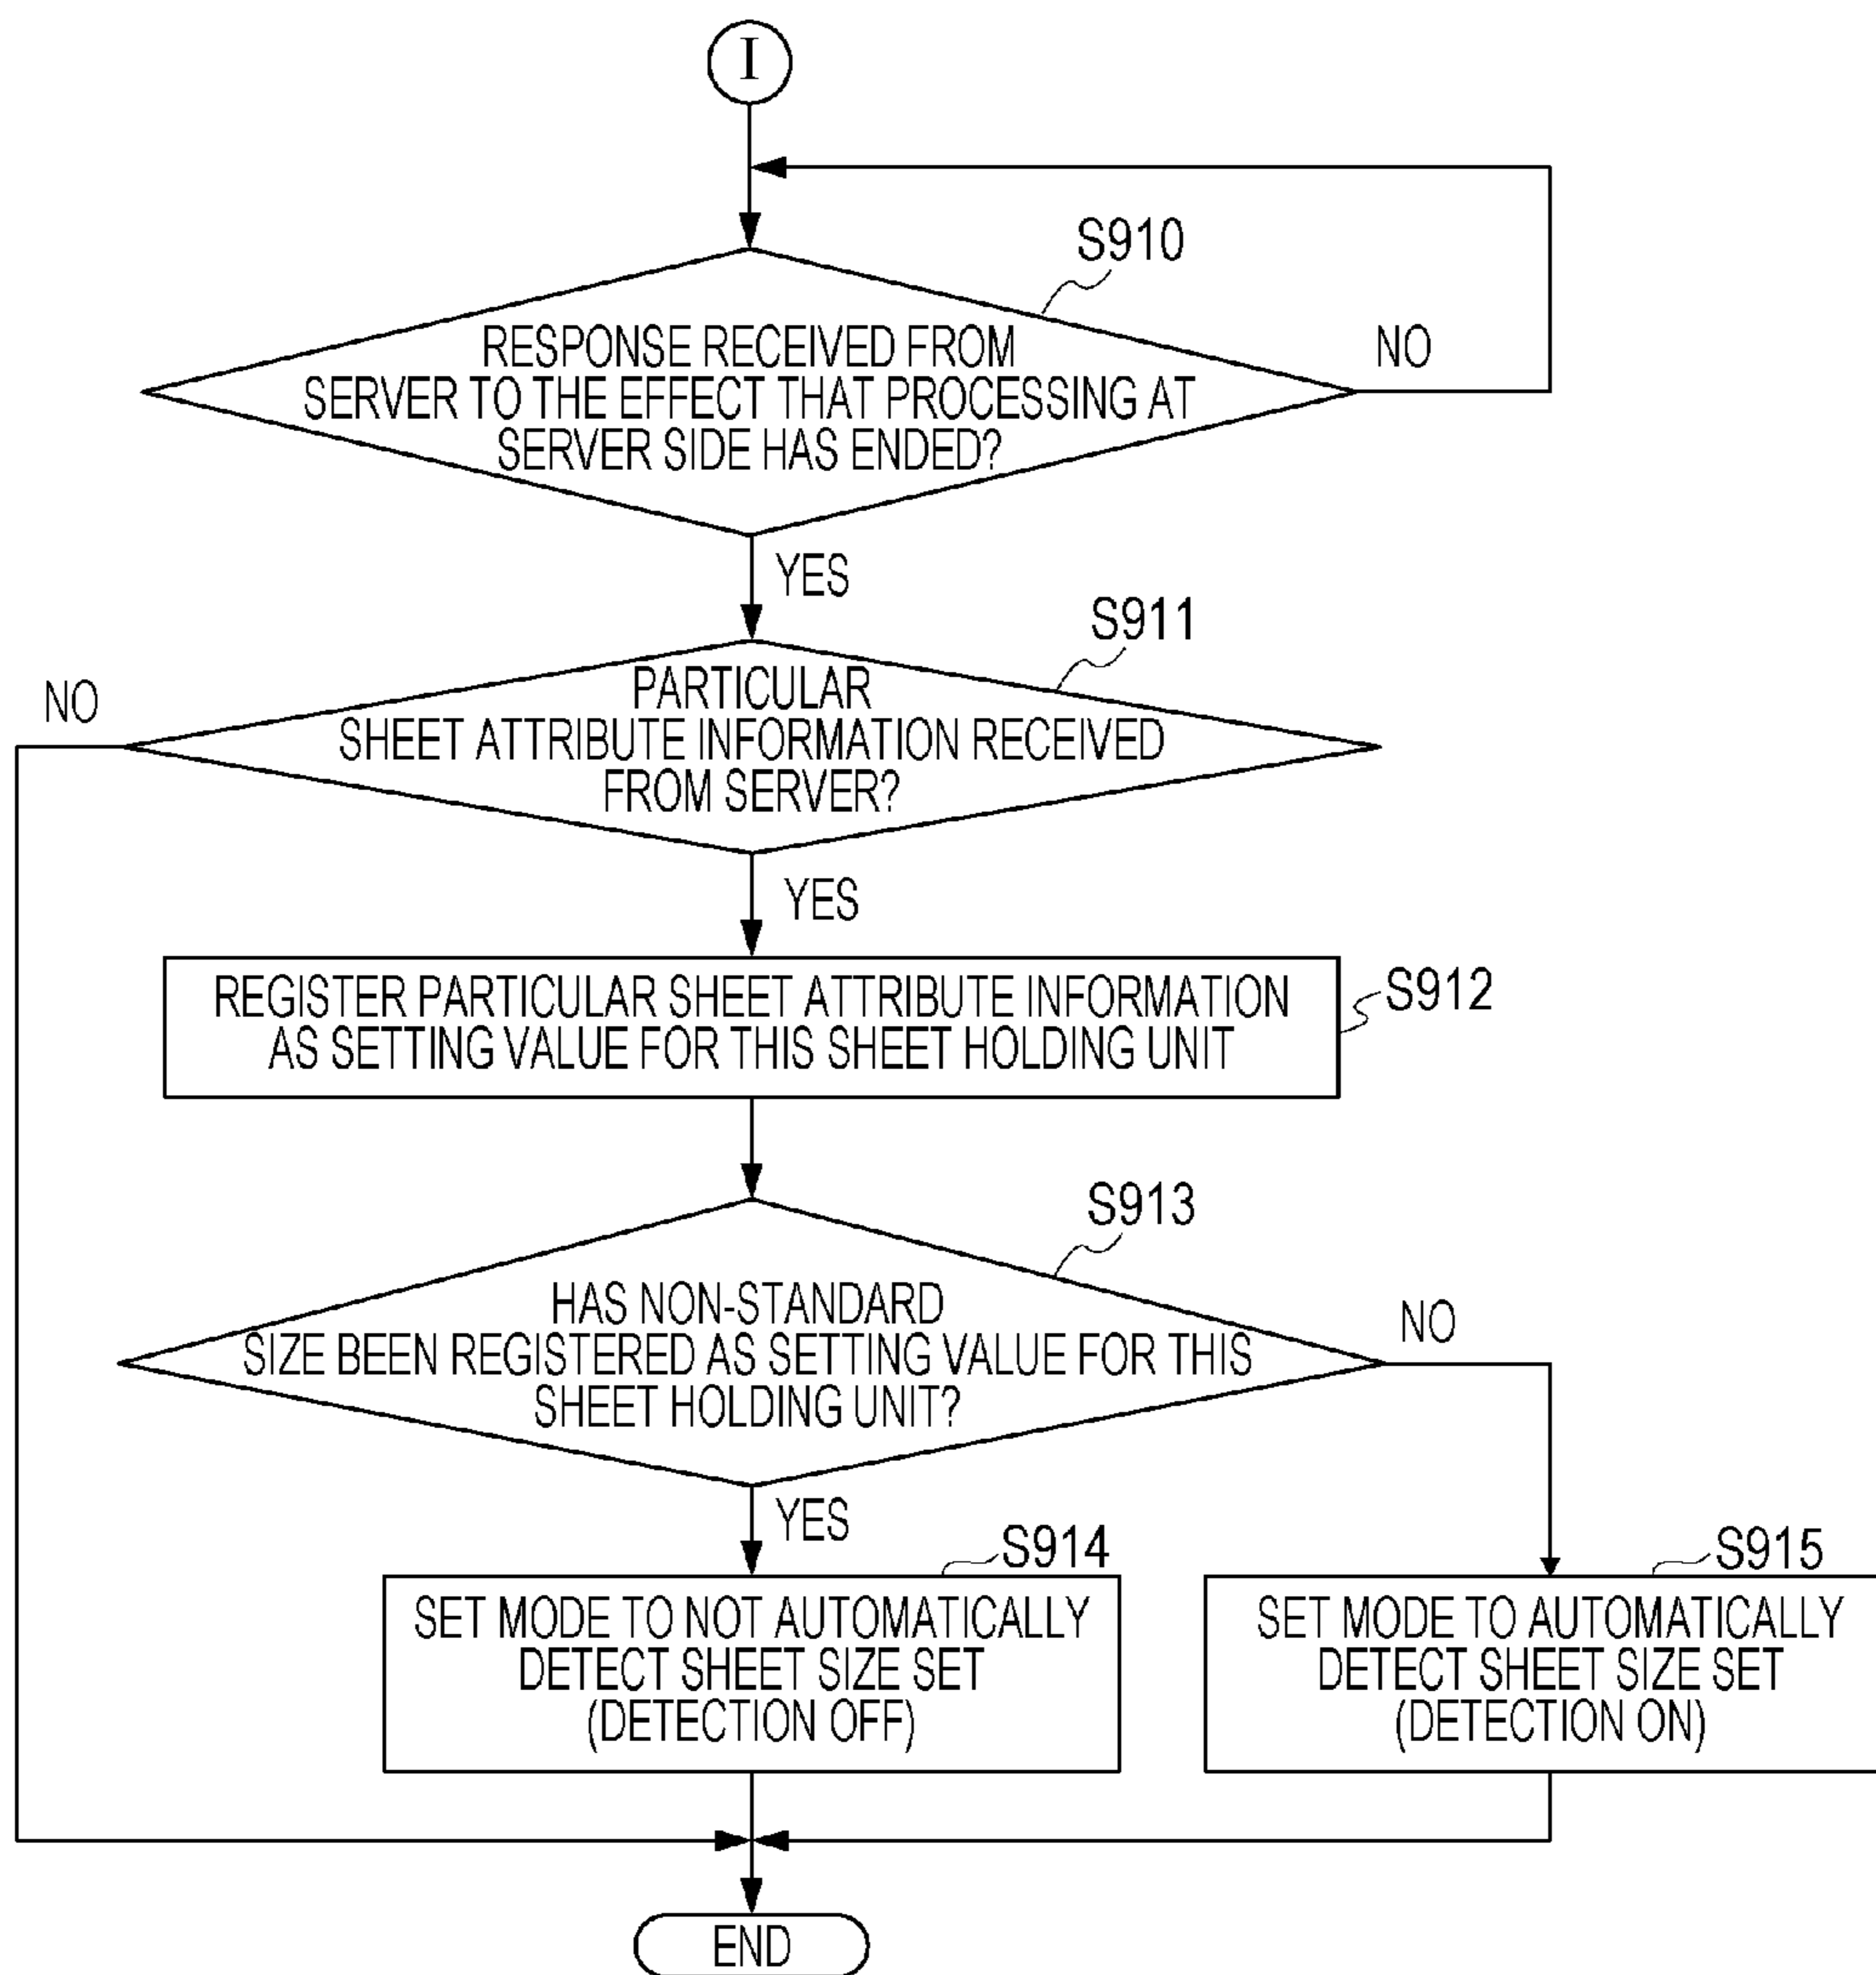 I
S910
RESPONSE RECEIVED FROM
SERVER TO THE EFFECT THAT PROCESSING AT
SERVER SIDE HAS ENDED?
NO
YES
S911
PARTICULAR
SHEET ATTRIBUTE INFORMATION RECEIVED
FROM SERVER?
NO
YES
REGISTER PARTICULAR SHEET ATTRIBUTE INFORMATION
AS SETTING VALUE FOR THIS SHEET HOLDING UNIT
S912
S913
HAS NON-STANDARD
SIZE BEEN REGISTERED AS SETTING VALUE FOR THIS
SHEET HOLDING UNIT?
NO
YES
S914
SET MODE TO NOT AUTOMATICALLY
DETECT SHEET SIZE SET
(DETECTION OFF)
S915
SET MODE TO AUTOMATICALLY
DETECT SHEET SIZE SET
(DETECTION ON)
END